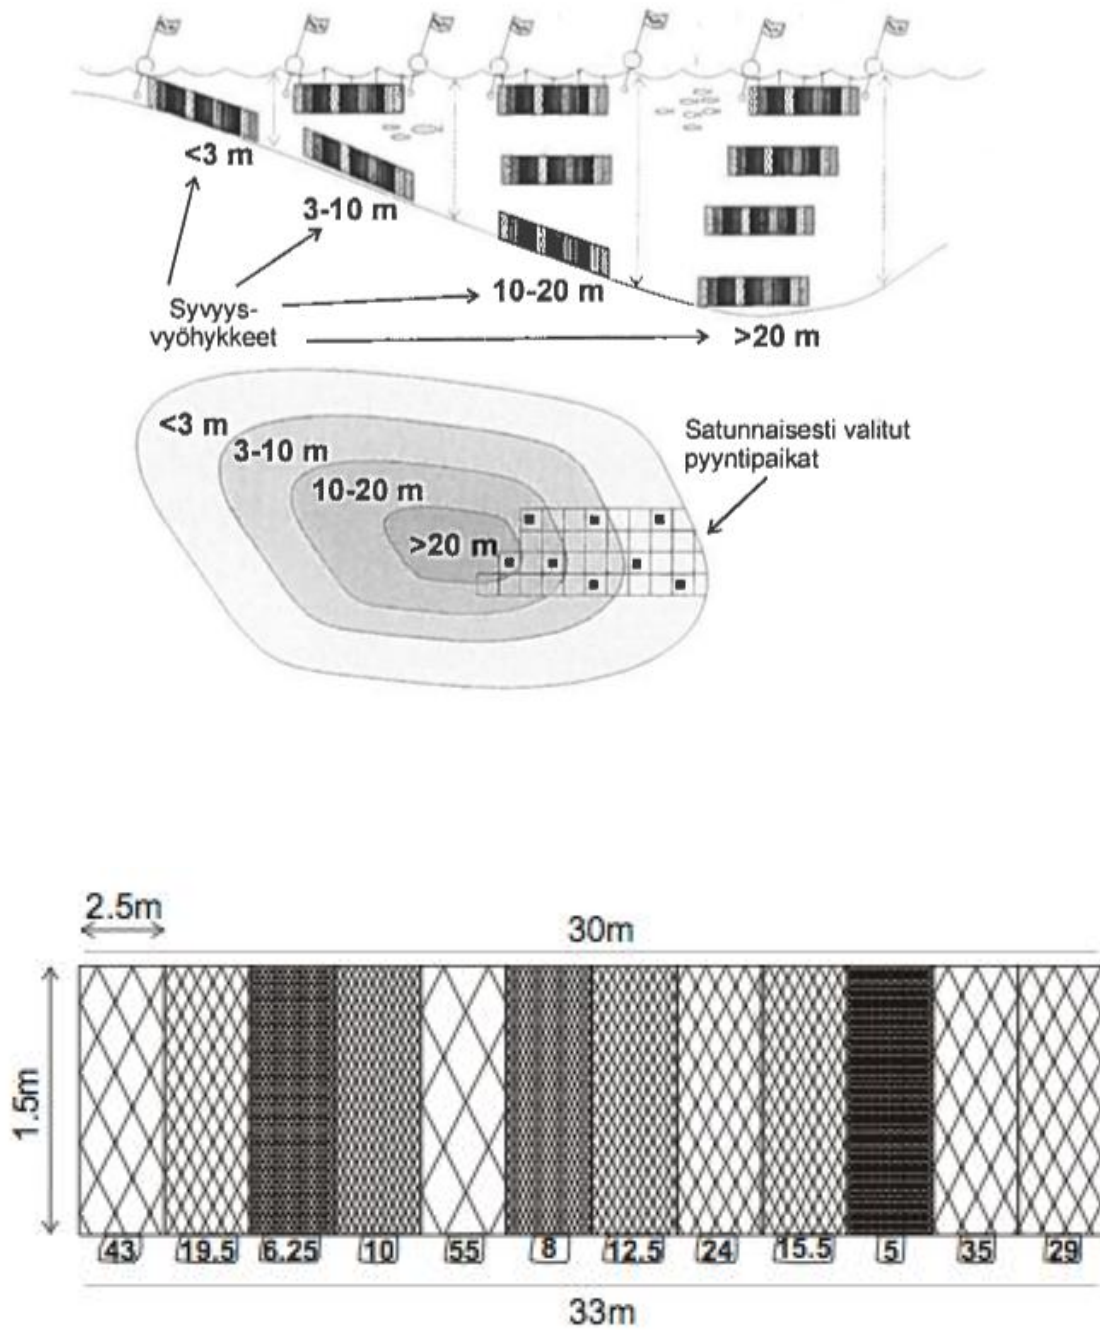 <3 m
3-10 m
10-20 m
>20 m
Syvyys-
vyöhykkeet
<3 m
3-10 m
10-20 m
>20 m
Satunnaisesti valitut
pyyntipaikat
2.5m
30m
1.5m
43 19.5 6.25 10 55 8 12.5 24 15.5 5 35 29
33m